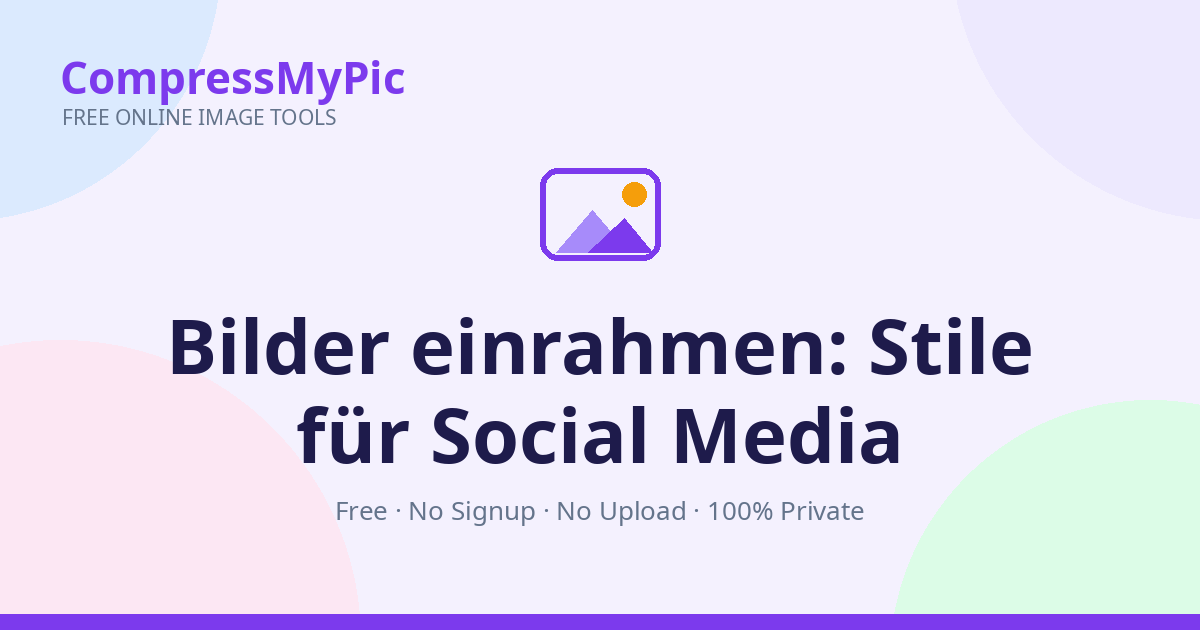 CompressMyPic
FREE ONLINE IMAGE TOOLS
Bilder einrahmen: Stile
für Social Media
Free · No Signup · No Upload · 100% Private